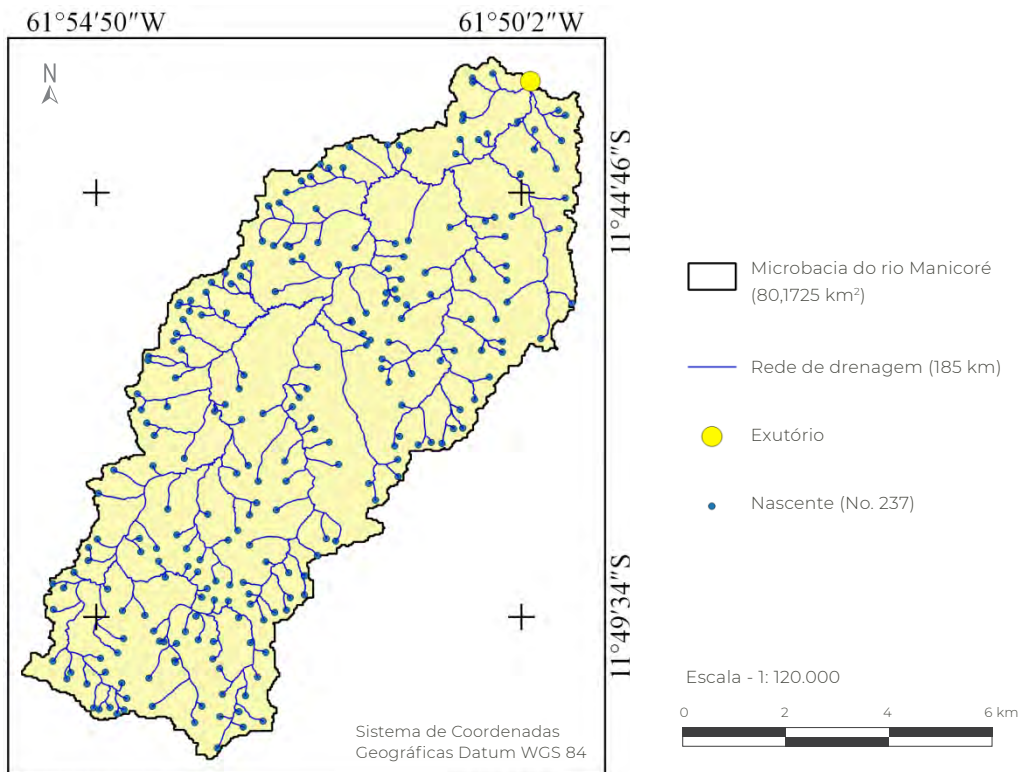 61°54′50″W
61°50′2″W
N
11°44′46″S
11°49′34″S
Sistema de Coordenadas
Geográficas Datum WGS 84
Microbacia do rio Manicoré
(80,1725 km²)
Rede de drenagem (185 km)
Exutório
Nascente (No. 237)
Escala - 1: 120.000
0 2 4 6 km